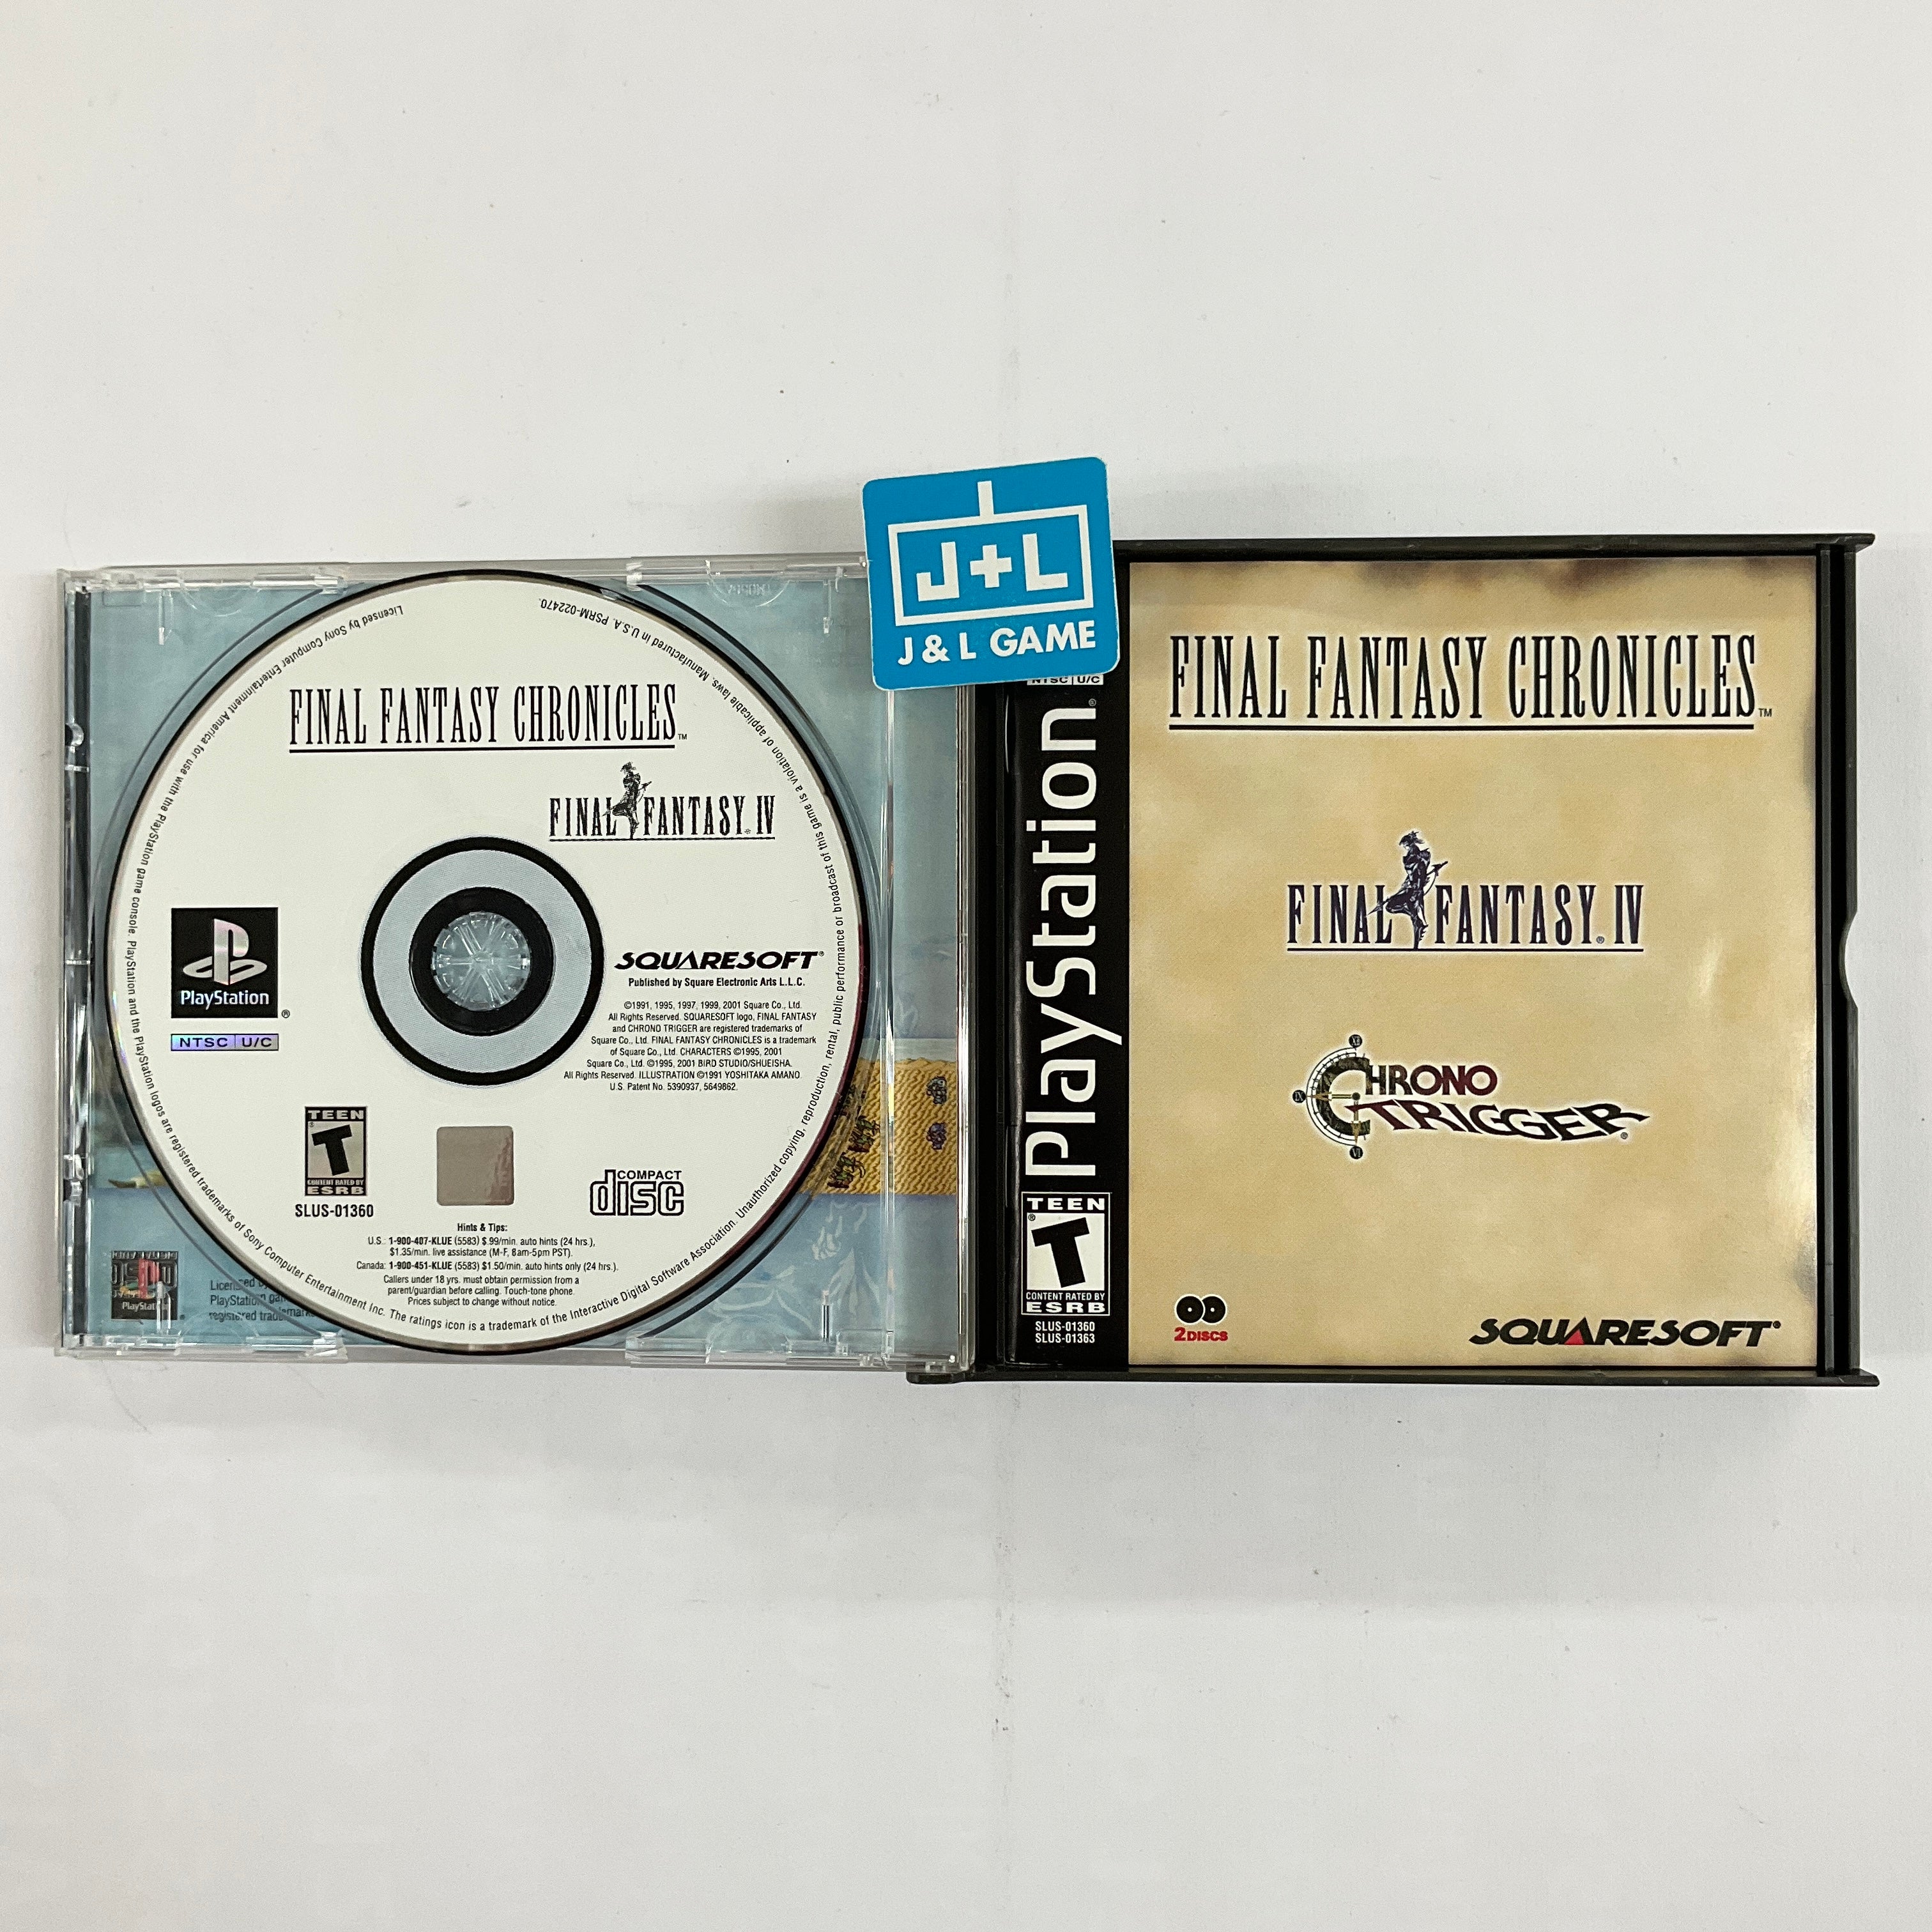 J+L
J & L GAME
Licensed by Sony Computer Entertainment America for use with the PlayStation game console. PlayStation and the PlayStation logos are registered trademarks of Sony Computer Entertainment Inc. The ratings icon is a trademark of the Interactive Digital Software Association. Unauthorized copying, reproduction, rental, public performance or broadcast of this game is a violation of applicable laws. Manufactured in U.S.A. PSRM-022470.
FINAL FANTASY CHRONICLES™
FINAL FANTASY® IV
PlayStation®
NTSC U/C
SQUARESOFT®
Published by Square Electronic Arts L.L.C.
©1991, 1995, 1997, 1999, 2001 Square Co., Ltd.
All Rights Reserved. SQUARESOFT logo, FINAL FANTASY
and CHRONO TRIGGER are registered trademarks of
Square Co., Ltd. FINAL FANTASY CHRONICLES is a trademark
of Square Co., Ltd. CHARACTERS ©1995, 2001
Square Co., Ltd. ©1995, 2001 BIRD STUDIO/SHUEISHA.
All Rights Reserved. ILLUSTRATION ©1991 YOSHITAKA AMANO.
U.S. Patent No. 5390937, 5649862.
TEEN
T
CONTENT RATED BY
ESRB
SLUS-01360
COMPACT
disc
Hints & Tips:
U.S.: 1-900-407-KLUE (5583) $.99/min. auto hints (24 hrs.),
$1.35/min. live assistance (M-F, 8am-5pm PST).
Canada: 1-900-451-KLUE (5583) $1.50/min. auto hints only (24 hrs.).
Callers under 18 yrs. must obtain permission from a
parent/guardian before calling. Touch-tone phone.
Prices subject to change without notice.
Licensed
PlayStation
registered
NTSC U/C
PlayStation®
TEEN
T
CONTENT RATED BY
ESRB
SLUS-01360
SLUS-01363
FINAL FANTASY CHRONICLES™
FINAL FANTASY® IV
CHRONO
TRIGGER®
2 DISCS
SQUARESOFT®